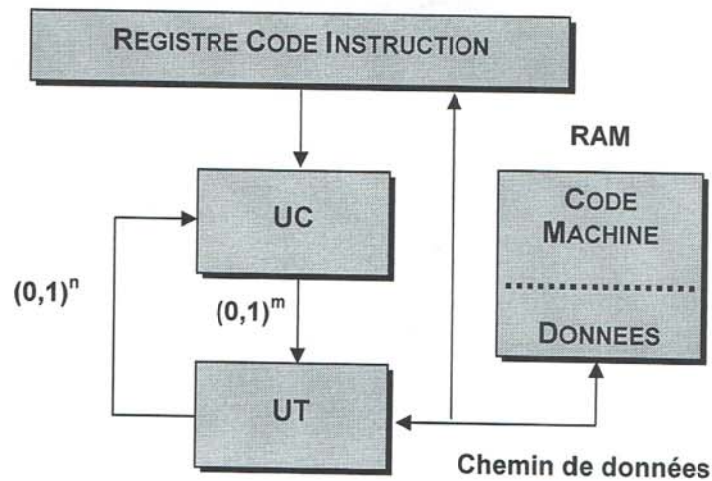 REGISTRE CODE INSTRUCTION
RAM
UC
CODE
MACHINE
(0,1)^n
(0,1)^m
DONNEES
UT
Chemin de données